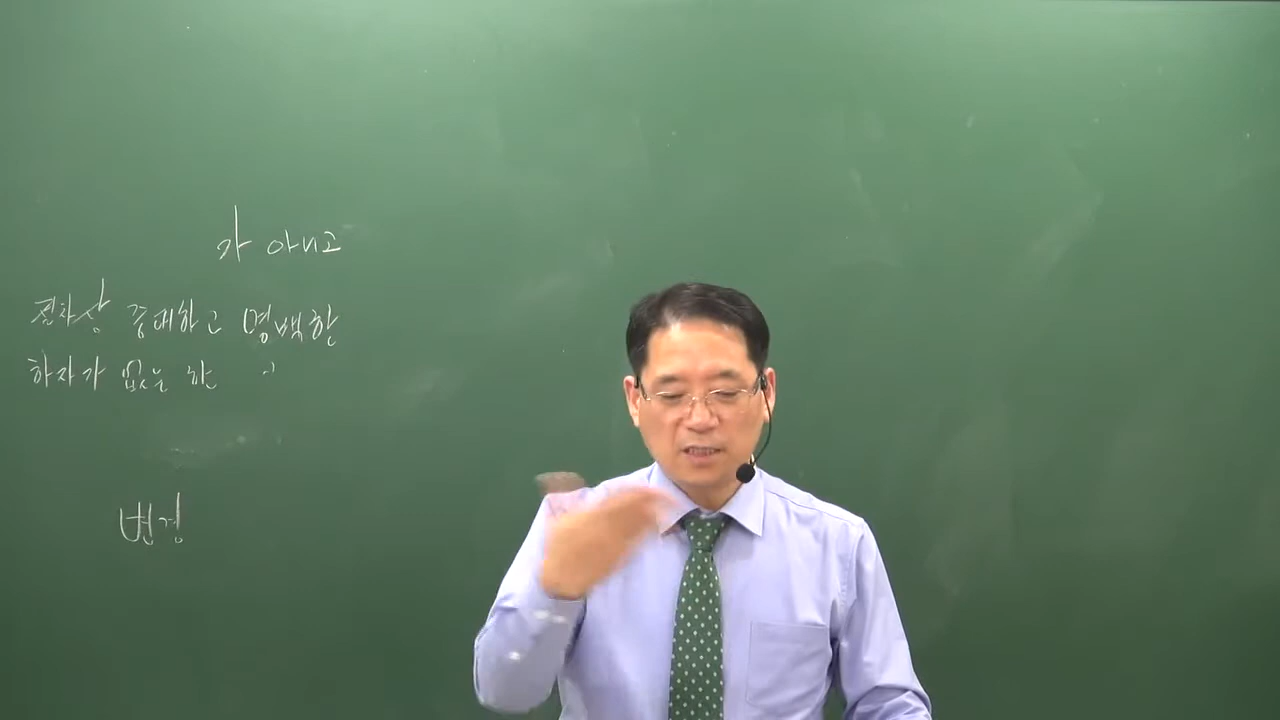 가 아니고
절차상 중대하고 명백한
하자가 없는 한
변경